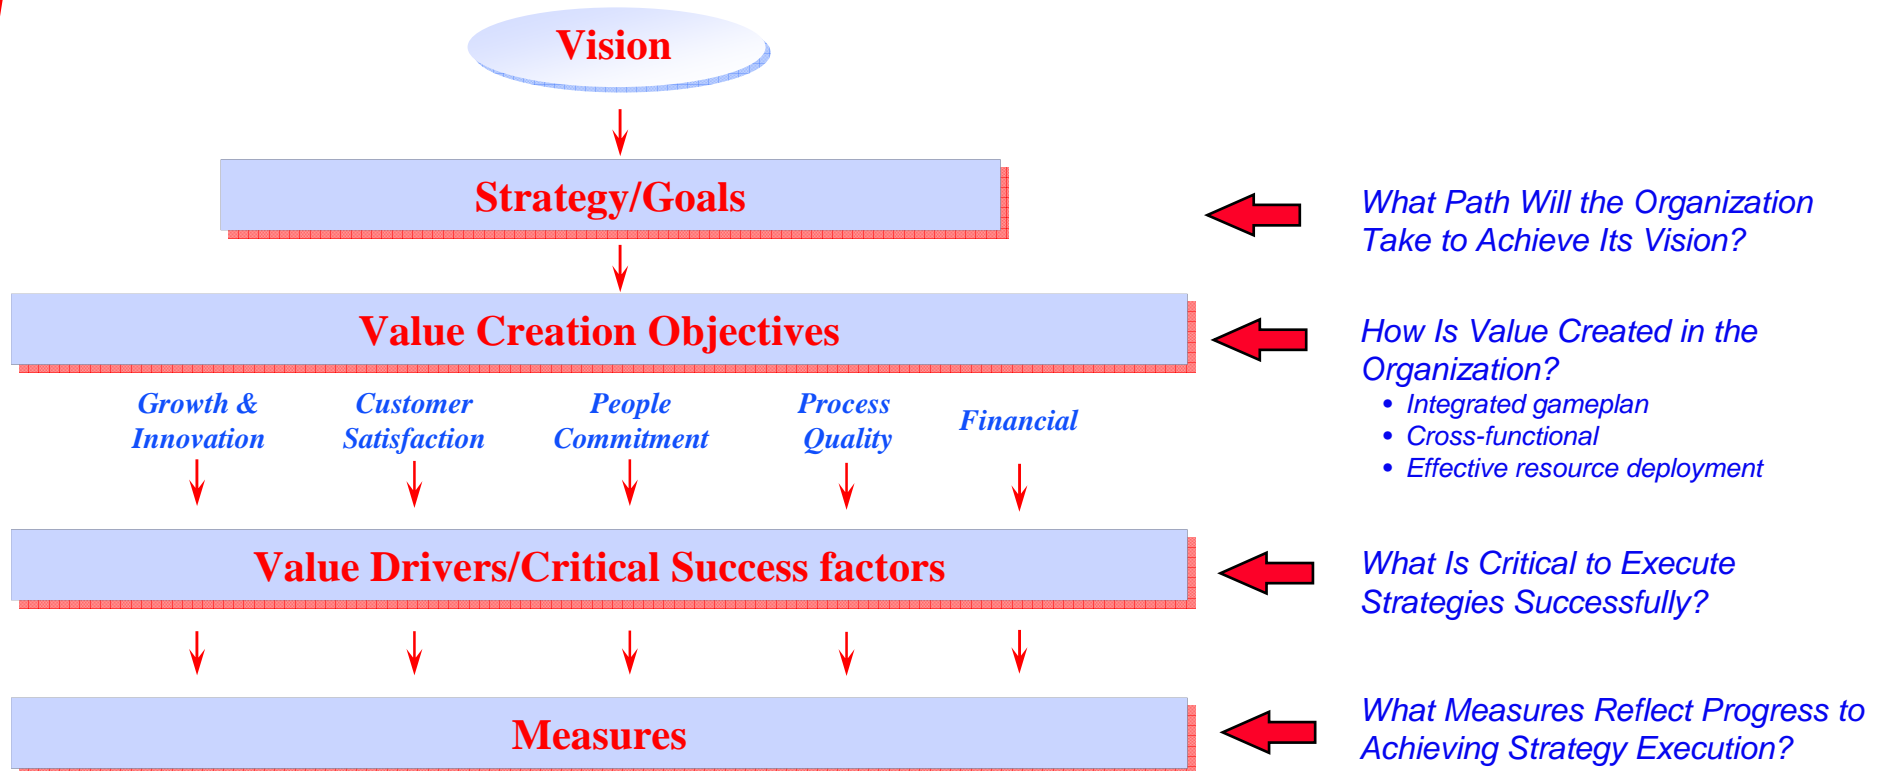 Vision
Strategy/Goals
What Path Will the Organization
Take to Achieve Its Vision?
Value Creation Objectives
How Is Value Created in the
Organization?
• Integrated gameplan
• Cross-functional
• Effective resource deployment
Growth &
Innovation
Customer
Satisfaction
People
Commitment
Process
Quality
Financial
Value Drivers/Critical Success factors
What Is Critical to Execute
Strategies Successfully?
Measures
What Measures Reflect Progress to
Achieving Strategy Execution?